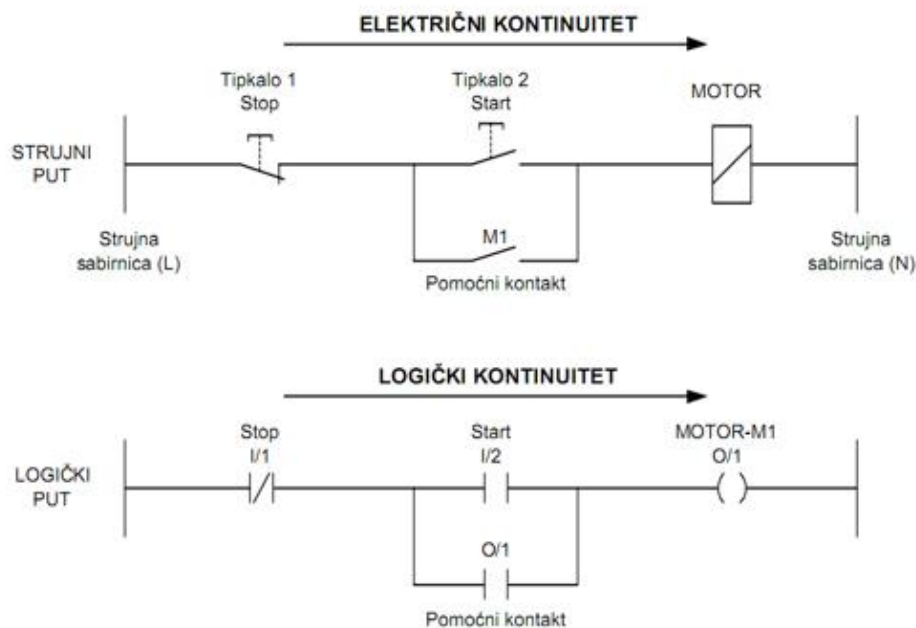 ELEKTRIČNI KONTINUITET
Tipkalo 1
Stop
Tipkalo 2
Start
MOTOR
STRUJNI
PUT
M1
Strujna
sabirnica (L)
Pomoćni kontakt
Strujna
sabirnica (N)
LOGIČKI KONTINUITET
Stop
I/1
Start
I/2
MOTOR-M1
O/1
LOGIČKI
PUT
O/1
Pomoćni kontakt